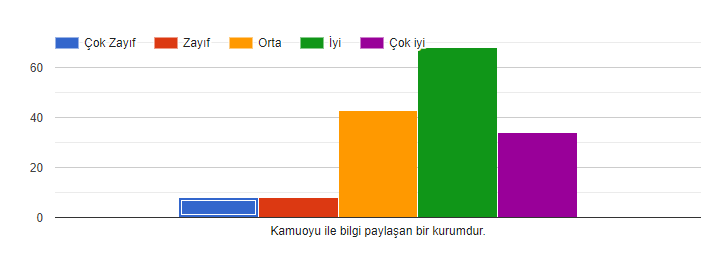 Çok Zayıf Zayıf Orta İyi Çok iyi
60
40
20
0
Kamuoyu ile bilgi paylaşan bir kurumdur.